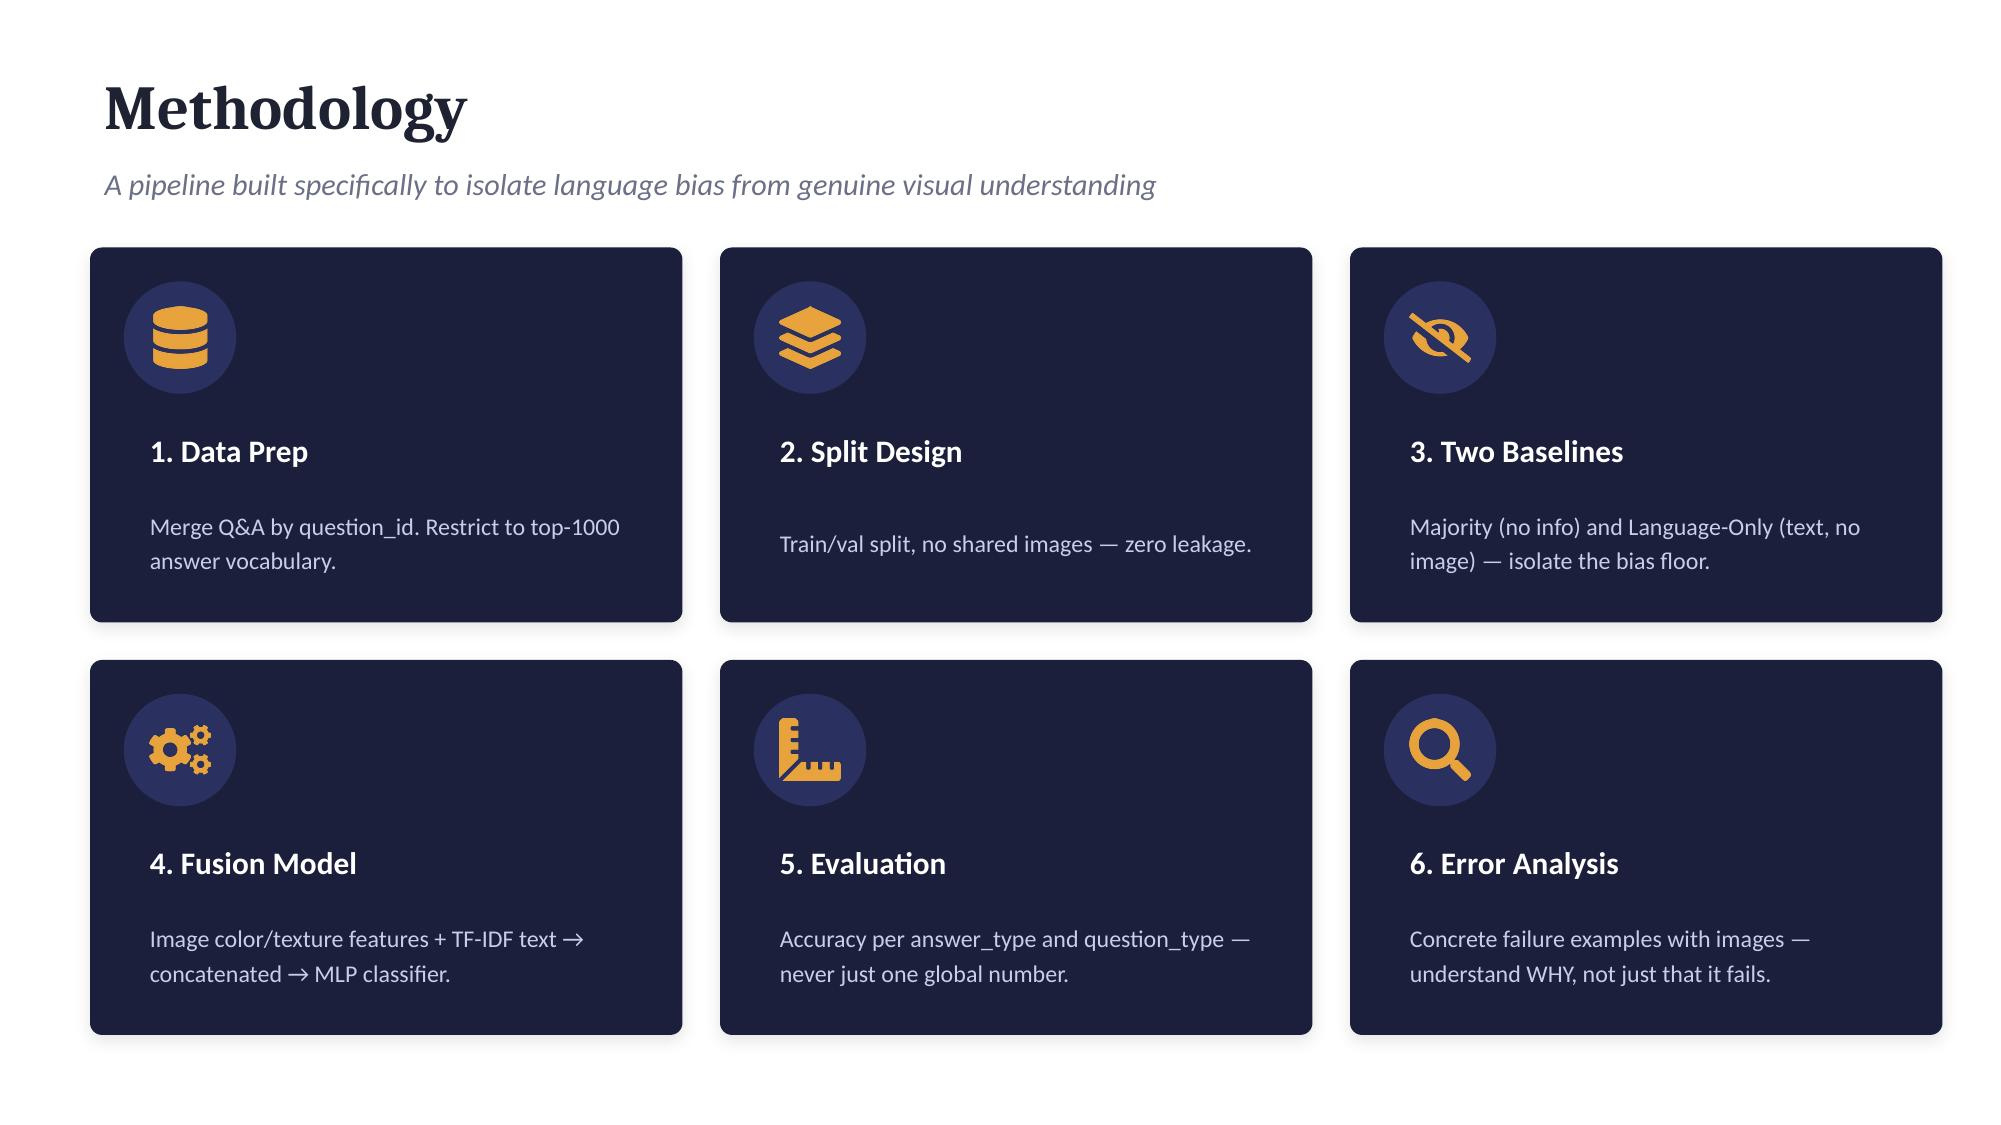 Methodology
A pipeline built specifically to isolate language bias from genuine visual understanding
1. Data Prep
Merge Q&A by question_id. Restrict to top-1000
answer vocabulary.
2. Split Design
Train/val split, no shared images — zero leakage.
3. Two Baselines
Majority (no info) and Language-Only (text, no
image) — isolate the bias floor.
4. Fusion Model
Image color/texture features + TF-IDF text →
concatenated → MLP classifier.
5. Evaluation
Accuracy per answer_type and question_type —
never just one global number.
6. Error Analysis
Concrete failure examples with images —
understand WHY, not just that it fails.